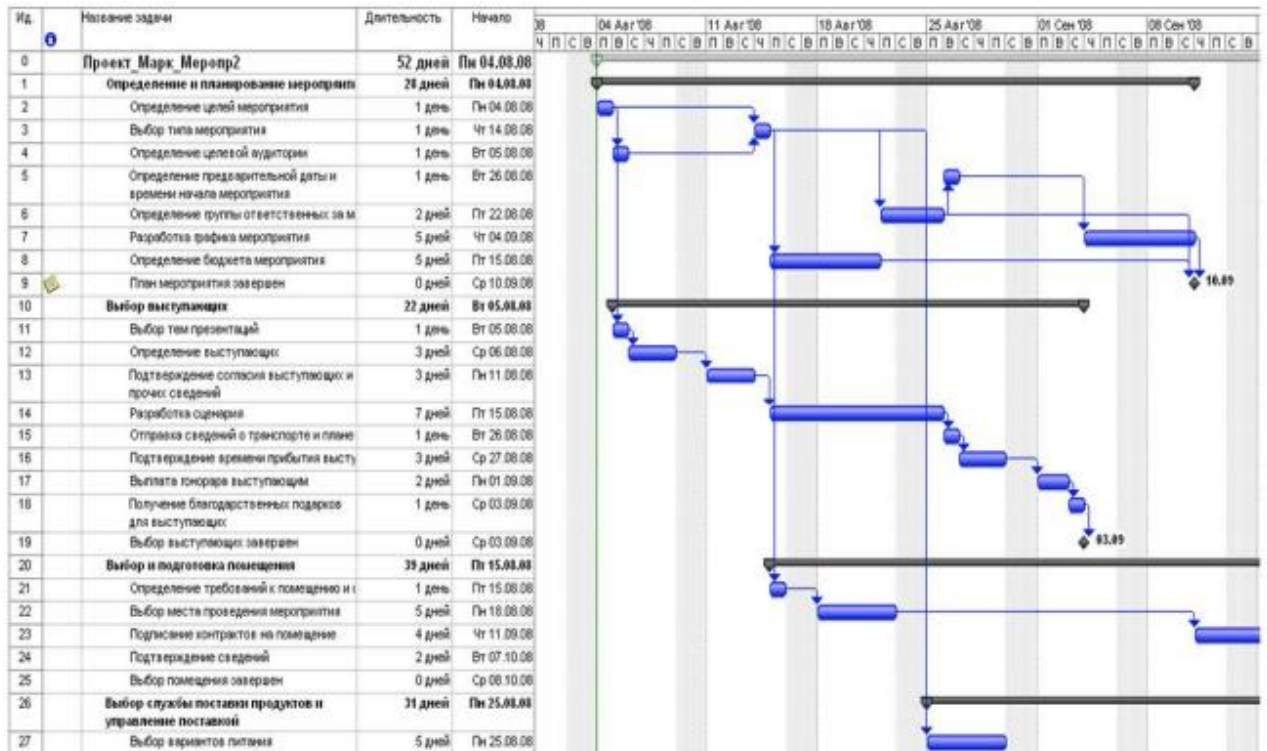 Ид. Название задачи Длительность Начало
04 Авг '08 11 Авг '08 18 Авг '08 25 Авг '08 01 Сен '08 08 Сен '08
Ч П С В П В С Ч П С В П В С Ч П С В П В С Ч П С В П В С Ч П С В П В С Ч П С В П В С Ч П С В
0 Проект_Марк_Меропр2 52 дней Пн 04.08.08
1 Определение и планирование мероприяти 28 дней Пн 04.08.08
2 Определение целей мероприятия 1 день Пн 04.08.08
3 Выбор типа мероприятия 1 день Чт 14.08.08
4 Определение целевой аудитории 1 день Вт 05.08.08
5 Определение предварительной даты и 1 день Вт 26.08.08
времени начала мероприятия
6 Определение группы ответственных за м 2 дней Пт 22.08.08
7 Разработка графика мероприятия 5 дней Чт 04.09.08
8 Определение бюджета мероприятия 5 дней Пт 15.08.08
9 План мероприятия завершен 0 дней Ср 10.09.08 10.09
10 Выбор выступающих 22 дней Вт 05.08.08
11 Выбор тем презентаций 1 день Вт 05.08.08
12 Определение выступающих 3 дней Ср 06.08.08
13 Подтверждение согласия выступающих и 3 дней Пн 11.08.08
прочих сведений
14 Разработка сценария 7 дней Пт 15.08.08
15 Отправка сведений о транспорте и плане 1 день Вт 26.08.08
16 Подтверждение времени прибытия высту 3 дней Ср 27.08.08
17 Выплата гонорара выступающим 2 дней Пн 01.09.08
18 Получение благодарственных подарков 1 день Ср 03.09.08
для выступающих
19 Выбор выступающих завершен 0 дней Ср 03.09.08 03.09
20 Выбор и подготовка помещения 39 дней Пт 15.08.08
21 Определение требований к помещению и 1 день Пт 15.08.08
22 Выбор места проведения мероприятия 5 дней Пн 18.08.08
23 Подписание контрактов на помещение 4 дней Чт 11.09.08
24 Подтверждение сведений 2 дней Вт 07.10.08
25 Выбор помещения завершен 0 дней Ср 08.10.08
26 Выбор службы поставки продуктов и 31 дней Пн 25.08.08
управление поставкой
27 Выбор вариантов питания 5 дней Пн 25.08.08